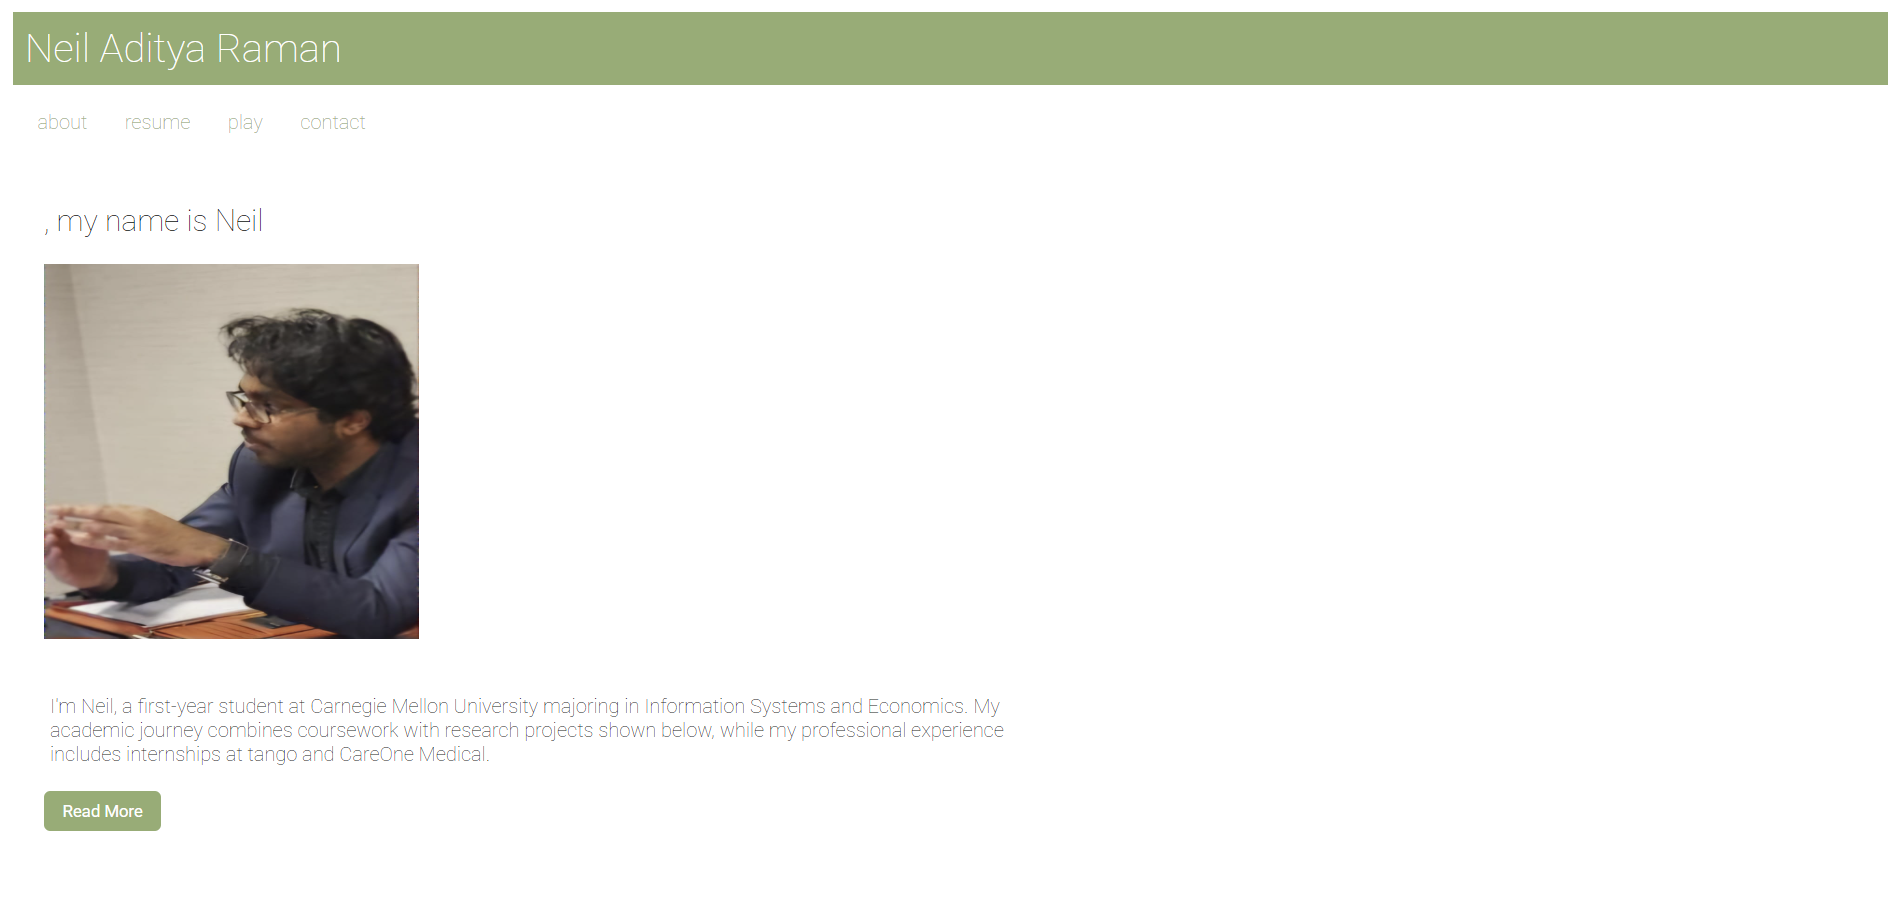 Neil Aditya Raman
about resume play contact
, my name is Neil
I'm Neil, a first-year student at Carnegie Mellon University majoring in Information Systems and Economics. My
academic journey combines coursework with research projects shown below, while my professional experience
includes internships at tango and CareOne Medical.
Read More